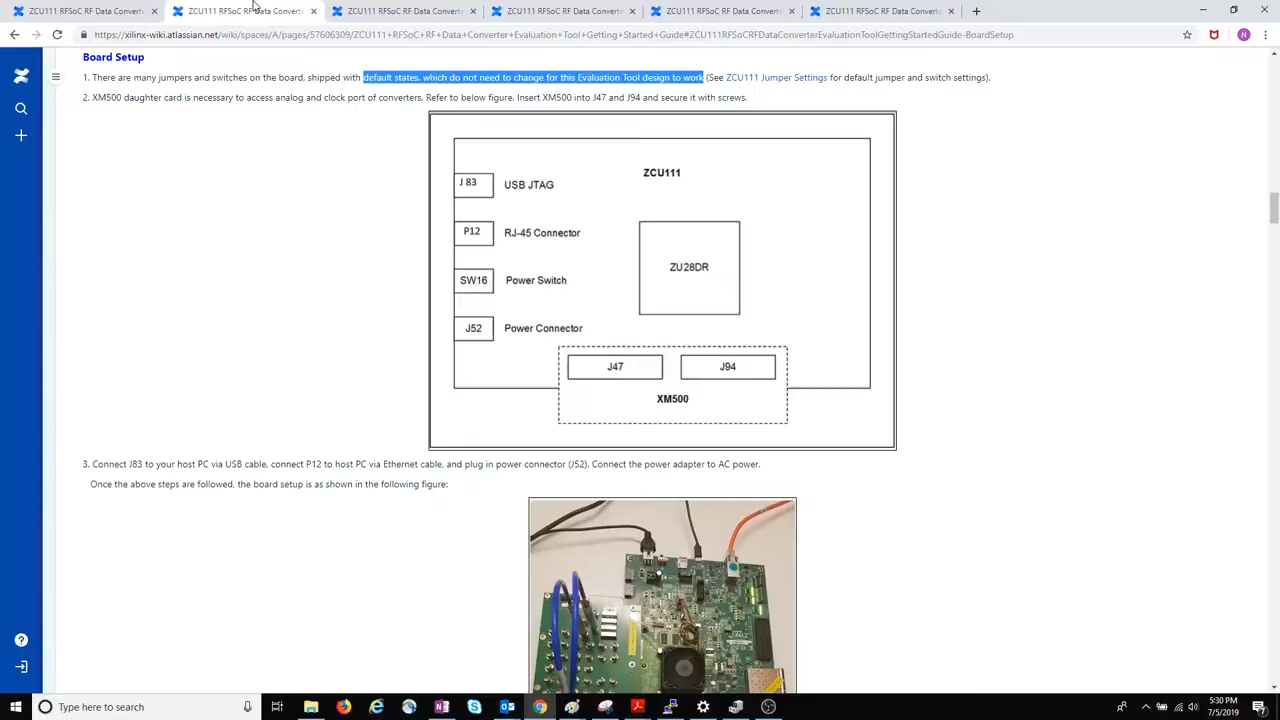 ZCU111 RFSoC RF Data Convert
ZCU111 RFSoC RF Data Convert
ZCU111 RFSoC RF Data Convert
ZCU111 RFSoC RF Data Convert
ZCU111 RFSoC RF Data Convert
ZCU111 RFSoC RF Data Convert
https://xilinx-wiki.atlassian.net/wiki/spaces/A/pages/57606309/ZCU111+RFSoC+RF+Data+Converter+Evaluation+Tool+Getting+Started+Guide#ZCU111RFSoCRFDataConverterEvaluationToolGettingStartedGuide-BoardSetup
N
Board Setup
1. There are many jumpers and switches on the board, shipped with default states, which do not need to change for this Evaluation Tool design to work (See ZCU111 Jumper Settings for default jumper and switch settings).
2. XM500 daughter card is necessary to access analog and clock port of converters. Refer to below figure. Insert XM500 into J47 and J94 and secure it with screws.
ZCU111
J 83
USB JTAG
P12
RJ-45 Connector
ZU28DR
SW16
Power Switch
J52
Power Connector
J47
J94
XM500
3. Connect J83 to your host PC via USB cable, connect P12 to host PC via Ethernet cable, and plug in power connector (J52). Connect the power adapter to AC power.
Once the above steps are followed, the board setup is as shown in the following figure:
Type here to search
5:30 PM
7/5/2019